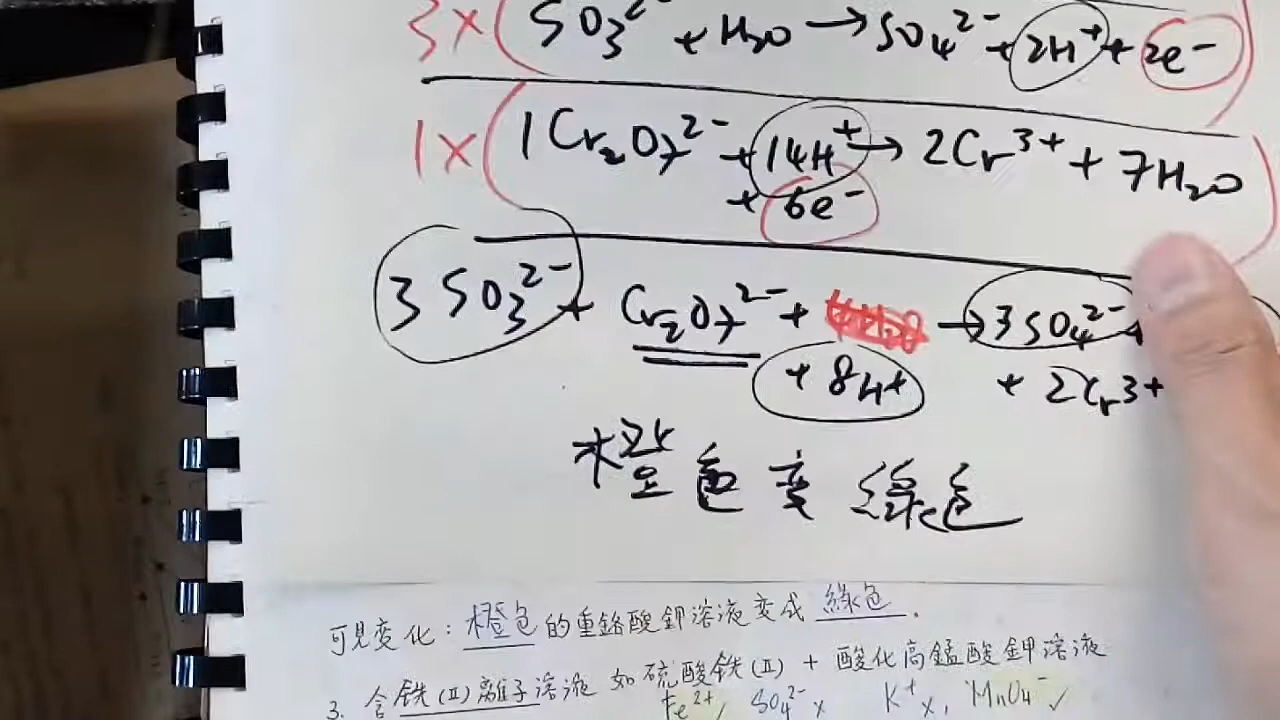 3 × ( SO₃²⁻ + H₂O → SO₄²⁻ + 2H⁺ + 2e⁻ )
1 × ( 1Cr₂O₇²⁻ + 14H⁺ → 2Cr³⁺ + 7H₂O
+ 6e⁻ )
3SO₃²⁻ + Cr₂O₇²⁻ + → 3SO₄²⁻
+ 8H⁺ + 2Cr³⁺
橙色变綠色
可見变化：橙色的重鉻酸鉀溶液变成綠色.
3. 含铁(II)離子溶液 如硫酸铁(II) + 酸化高錳酸鉀溶液
Fe²⁺, SO₄²⁻ × K⁺ ×, MnO₄⁻ ✓